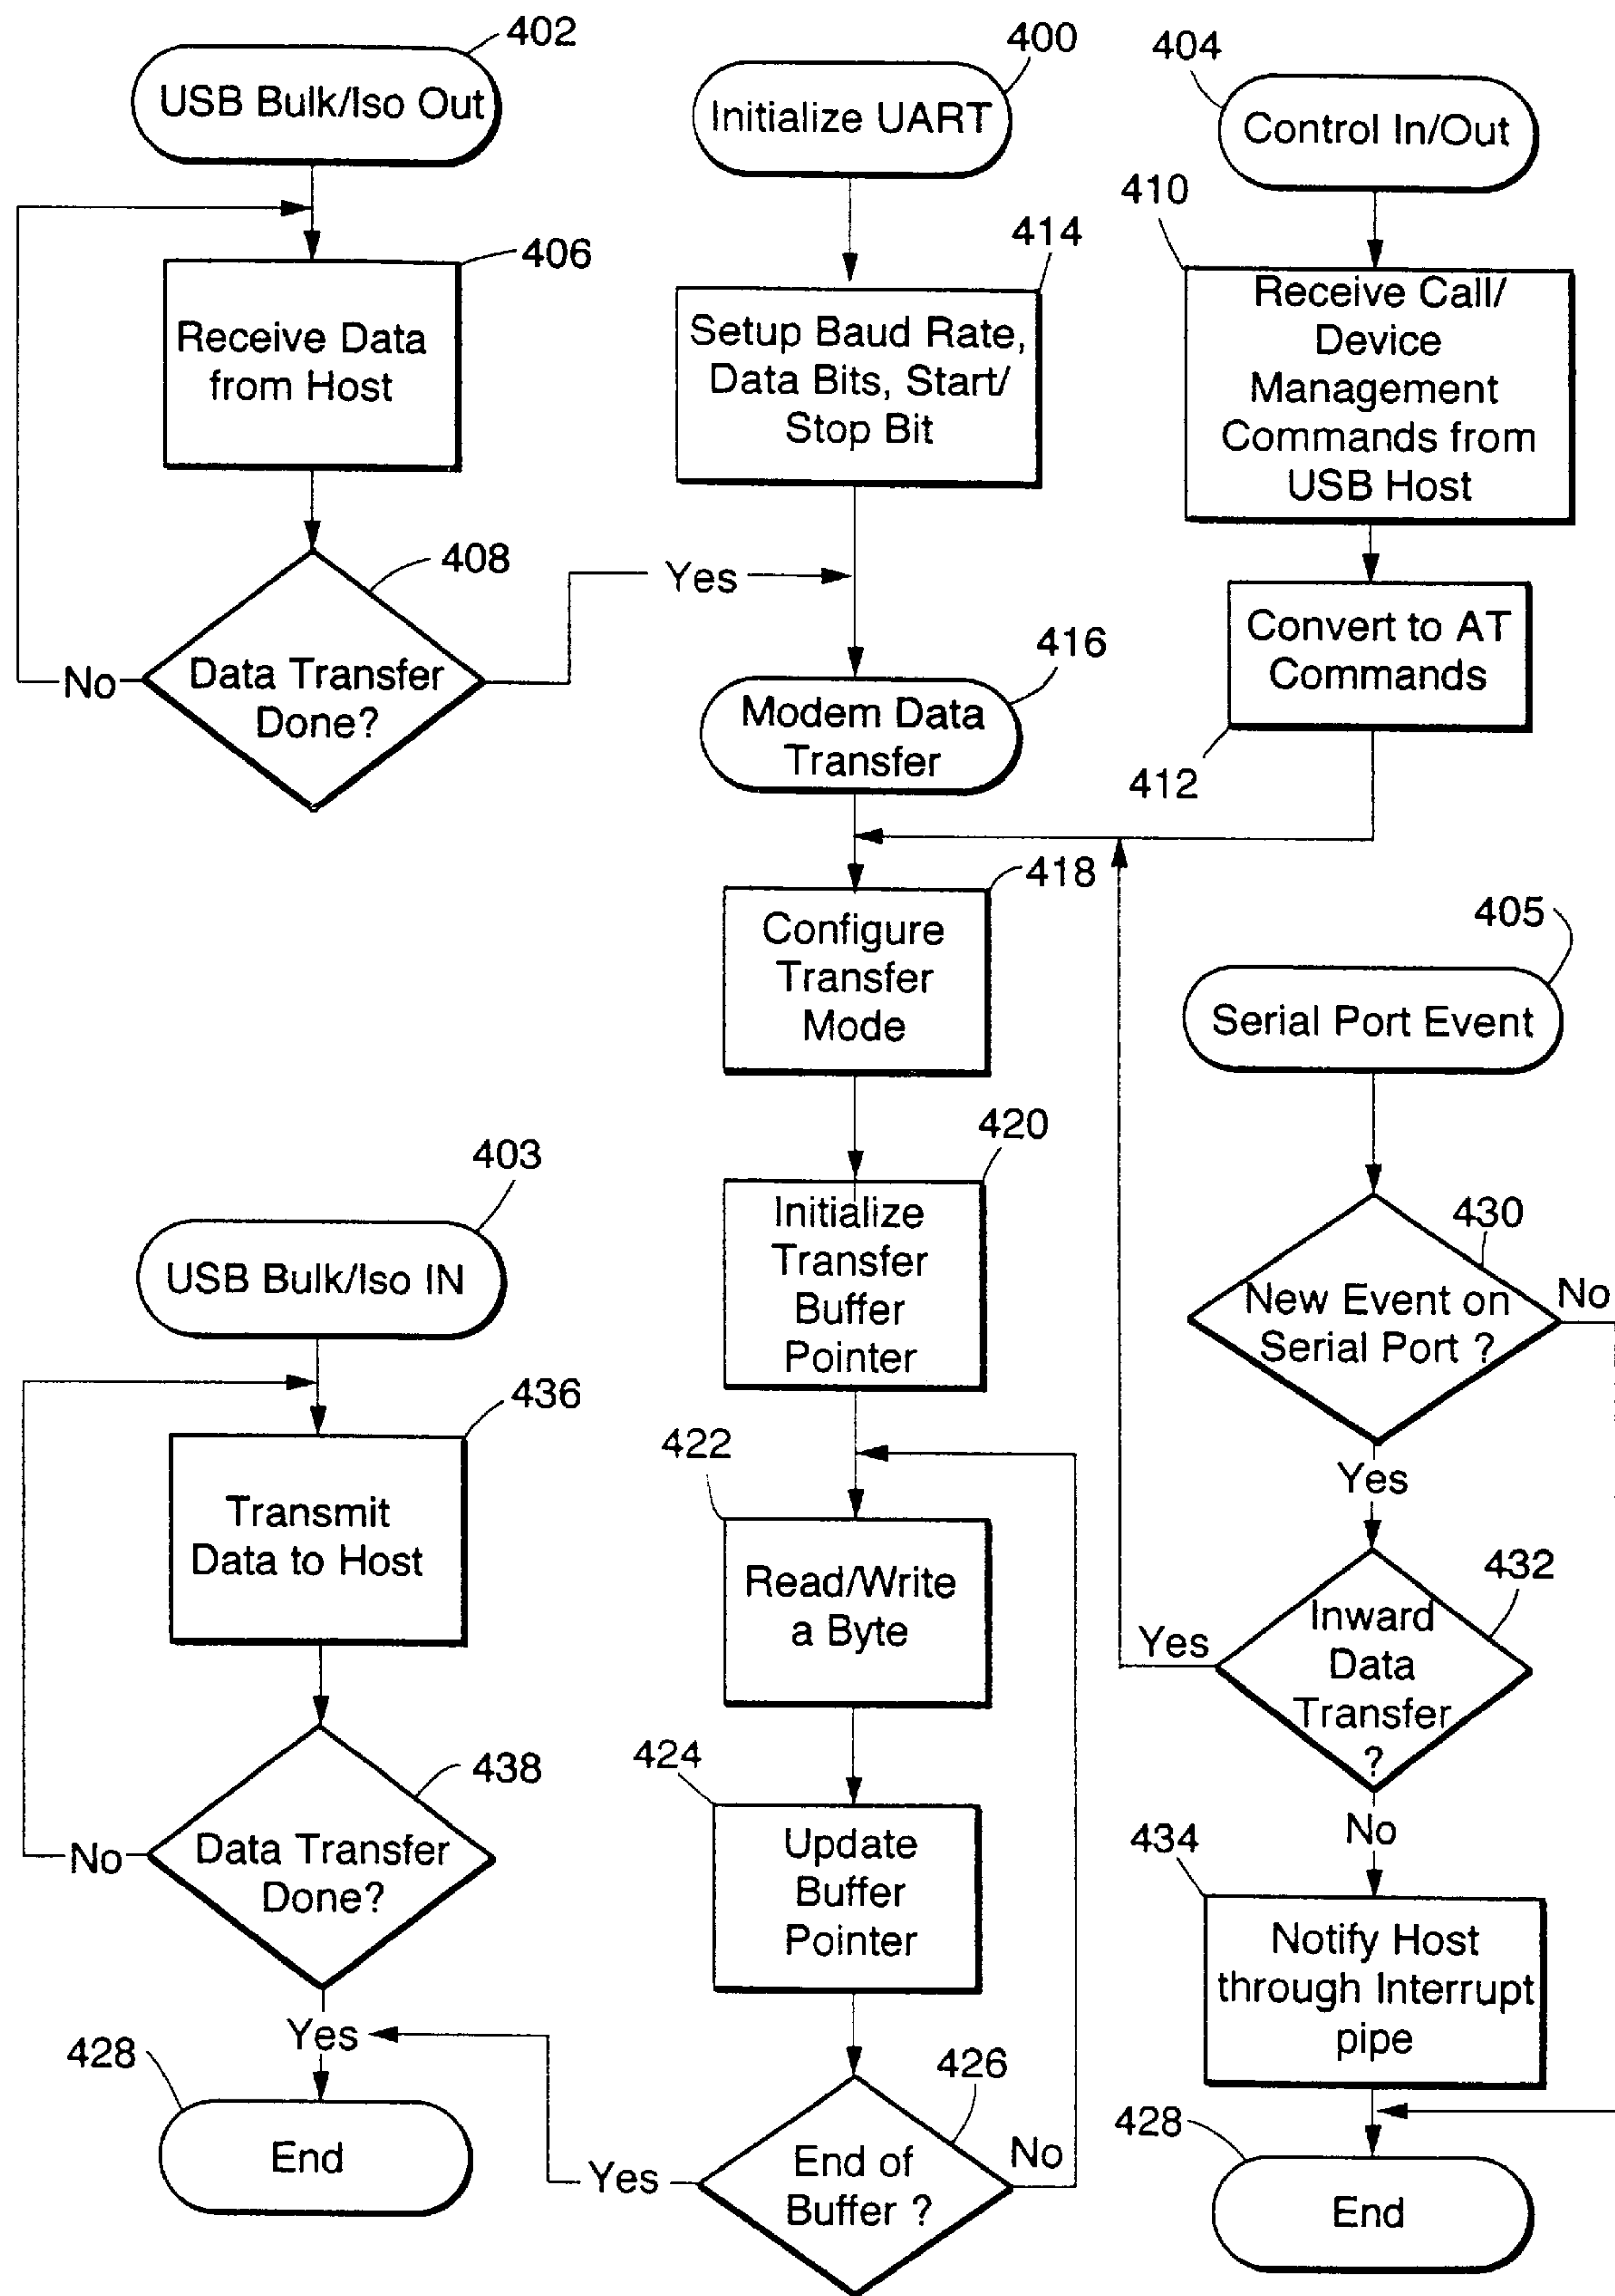 402
USB Bulk/Iso Out
406
Receive Data
from Host
408
Data Transfer
Done?
No
Yes
400
Initialize UART
414
Setup Baud Rate,
Data Bits, Start/
Stop Bit
416
Modem Data
Transfer
418
Configure
Transfer
Mode
420
Initialize
Transfer
Buffer
Pointer
422
Read/Write
a Byte
424
Update
Buffer
Pointer
426
End of
Buffer ?
No
Yes
404
Control In/Out
410
Receive Call/
Device
Management
Commands from
USB Host
Convert to AT
Commands
412
405
Serial Port Event
430
New Event on
Serial Port ?
No
Yes
432
Inward
Data
Transfer
?
Yes
No
434
Notify Host
through Interrupt
pipe
428
End
403
USB Bulk/Iso IN
436
Transmit
Data to Host
438
Data Transfer
Done?
No
Yes
428
End